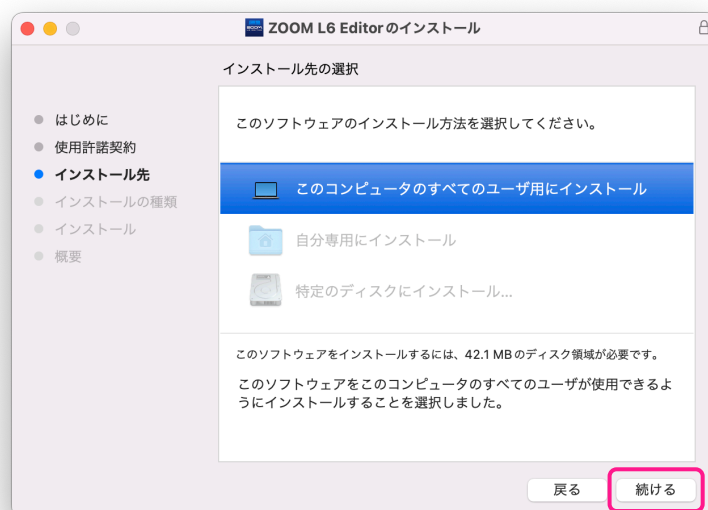 ZOOM L6 Editorのインストール
インストール先の選択
はじめに
使用許諾契約
インストール先
インストールの種類
インストール
概要
このソフトウェアのインストール方法を選択してください。
このコンピュータのすべてのユーザ用にインストール
自分専用にインストール
特定のディスクにインストール...
このソフトウェアをインストールするには、42.1 MBのディスク領域が必要です。
このソフトウェアをこのコンピュータのすべてのユーザが使用できるよ
うにインストールすることを選択しました。
戻る
続ける